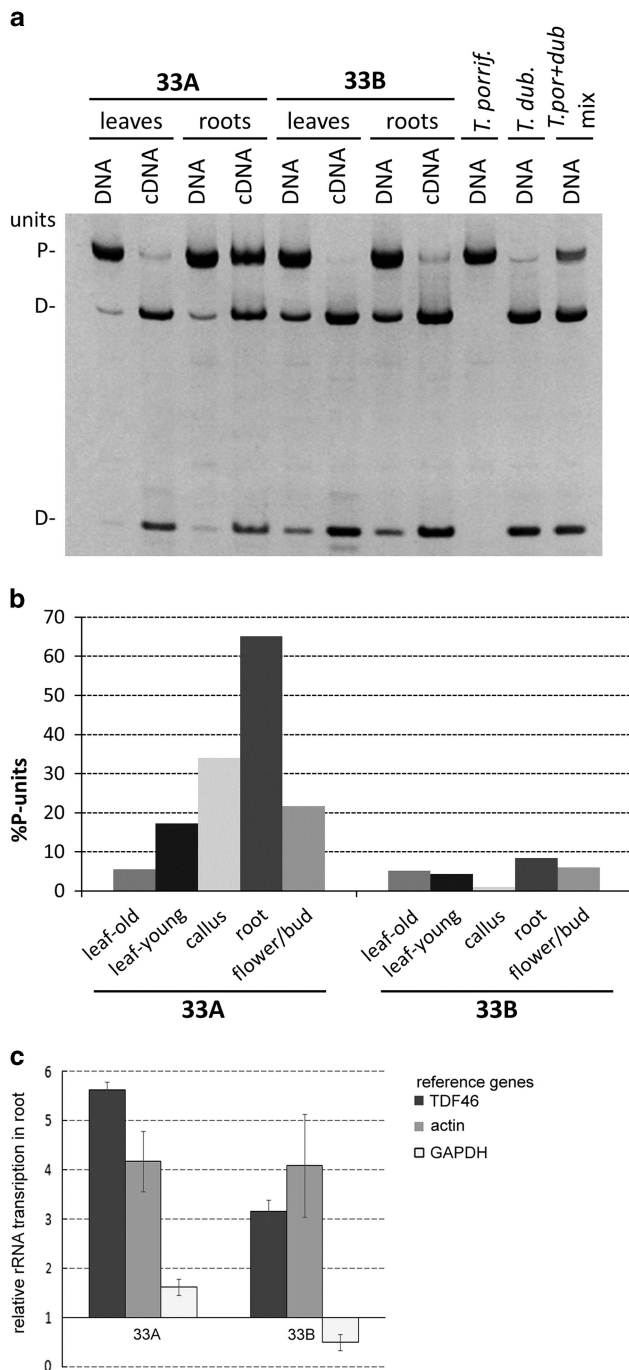 a
33A 33B
leaves roots leaves roots
T. porrif.
T. dub.
T.por+dub
mix
DNA cDNA DNA cDNA DNA cDNA DNA cDNA DNA DNA DNA
units
P-
D-
D-
b
70
60
50
40
30
20
10
0
%P-units
leaf-old leaf-young callus root flower/bud leaf-old leaf-young callus root flower/bud
33A 33B
c
6
5
4
3
2
1
0
relative rRNA transcription in root
33A 33B
reference genes
TDF46
actin
GAPDH